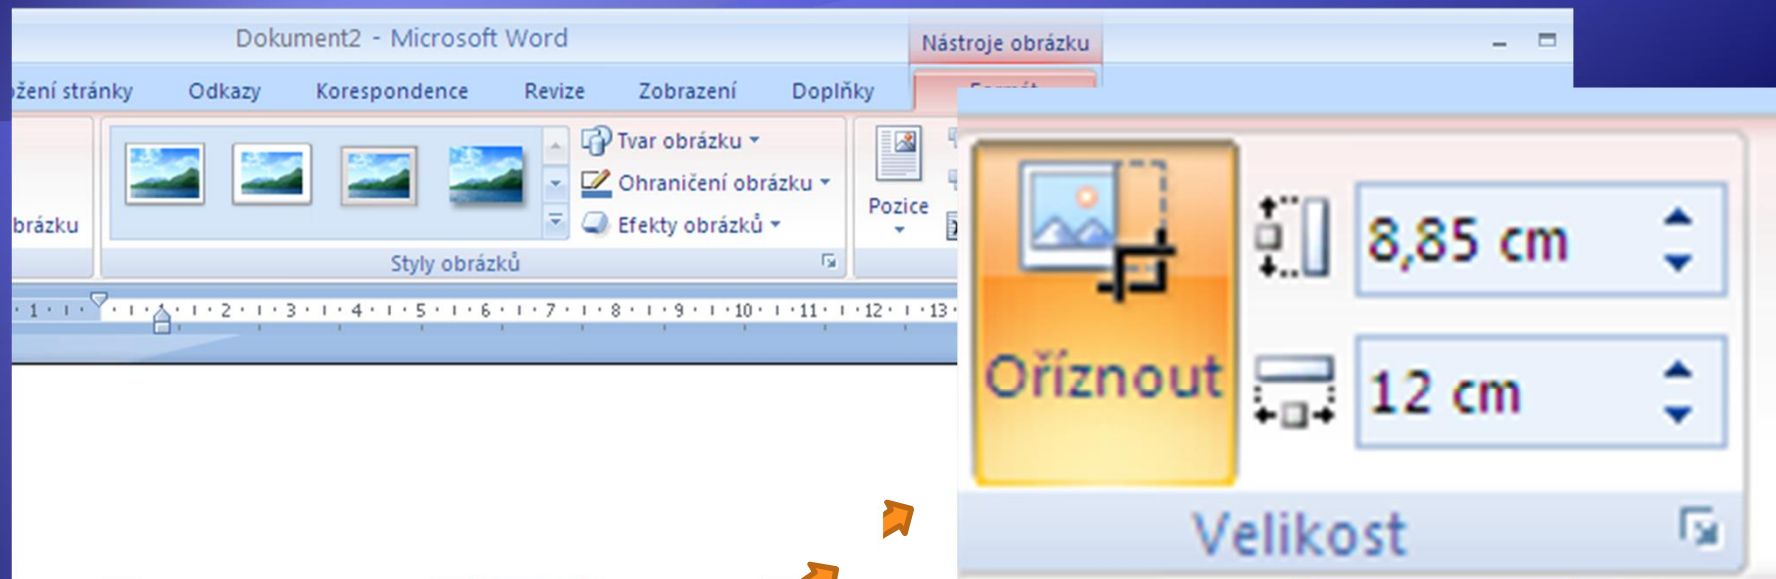 Dokument2 - Microsoft Word
Nástroje obrázku
ožení stránky Odkazy Korespondence Revize Zobrazení Doplňky
Tvar obrázku
Ohraničení obrázku
Efekty obrázků
brázku
Pozice
Styly obrázků
1 1 2 3 4 5 6 7 8 9 10 11 12 13
Oříznout
8,85 cm
12 cm
Velikost